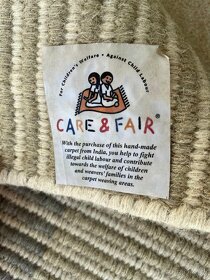 For Children's Welfare • Against Child Labour
CARE & FAIR®
With the purchase of this hand-made
carpet from India, you help to fight
illegal child labour and contribute
towards the welfare of children
and weavers' families in the
carpet wearing areas.